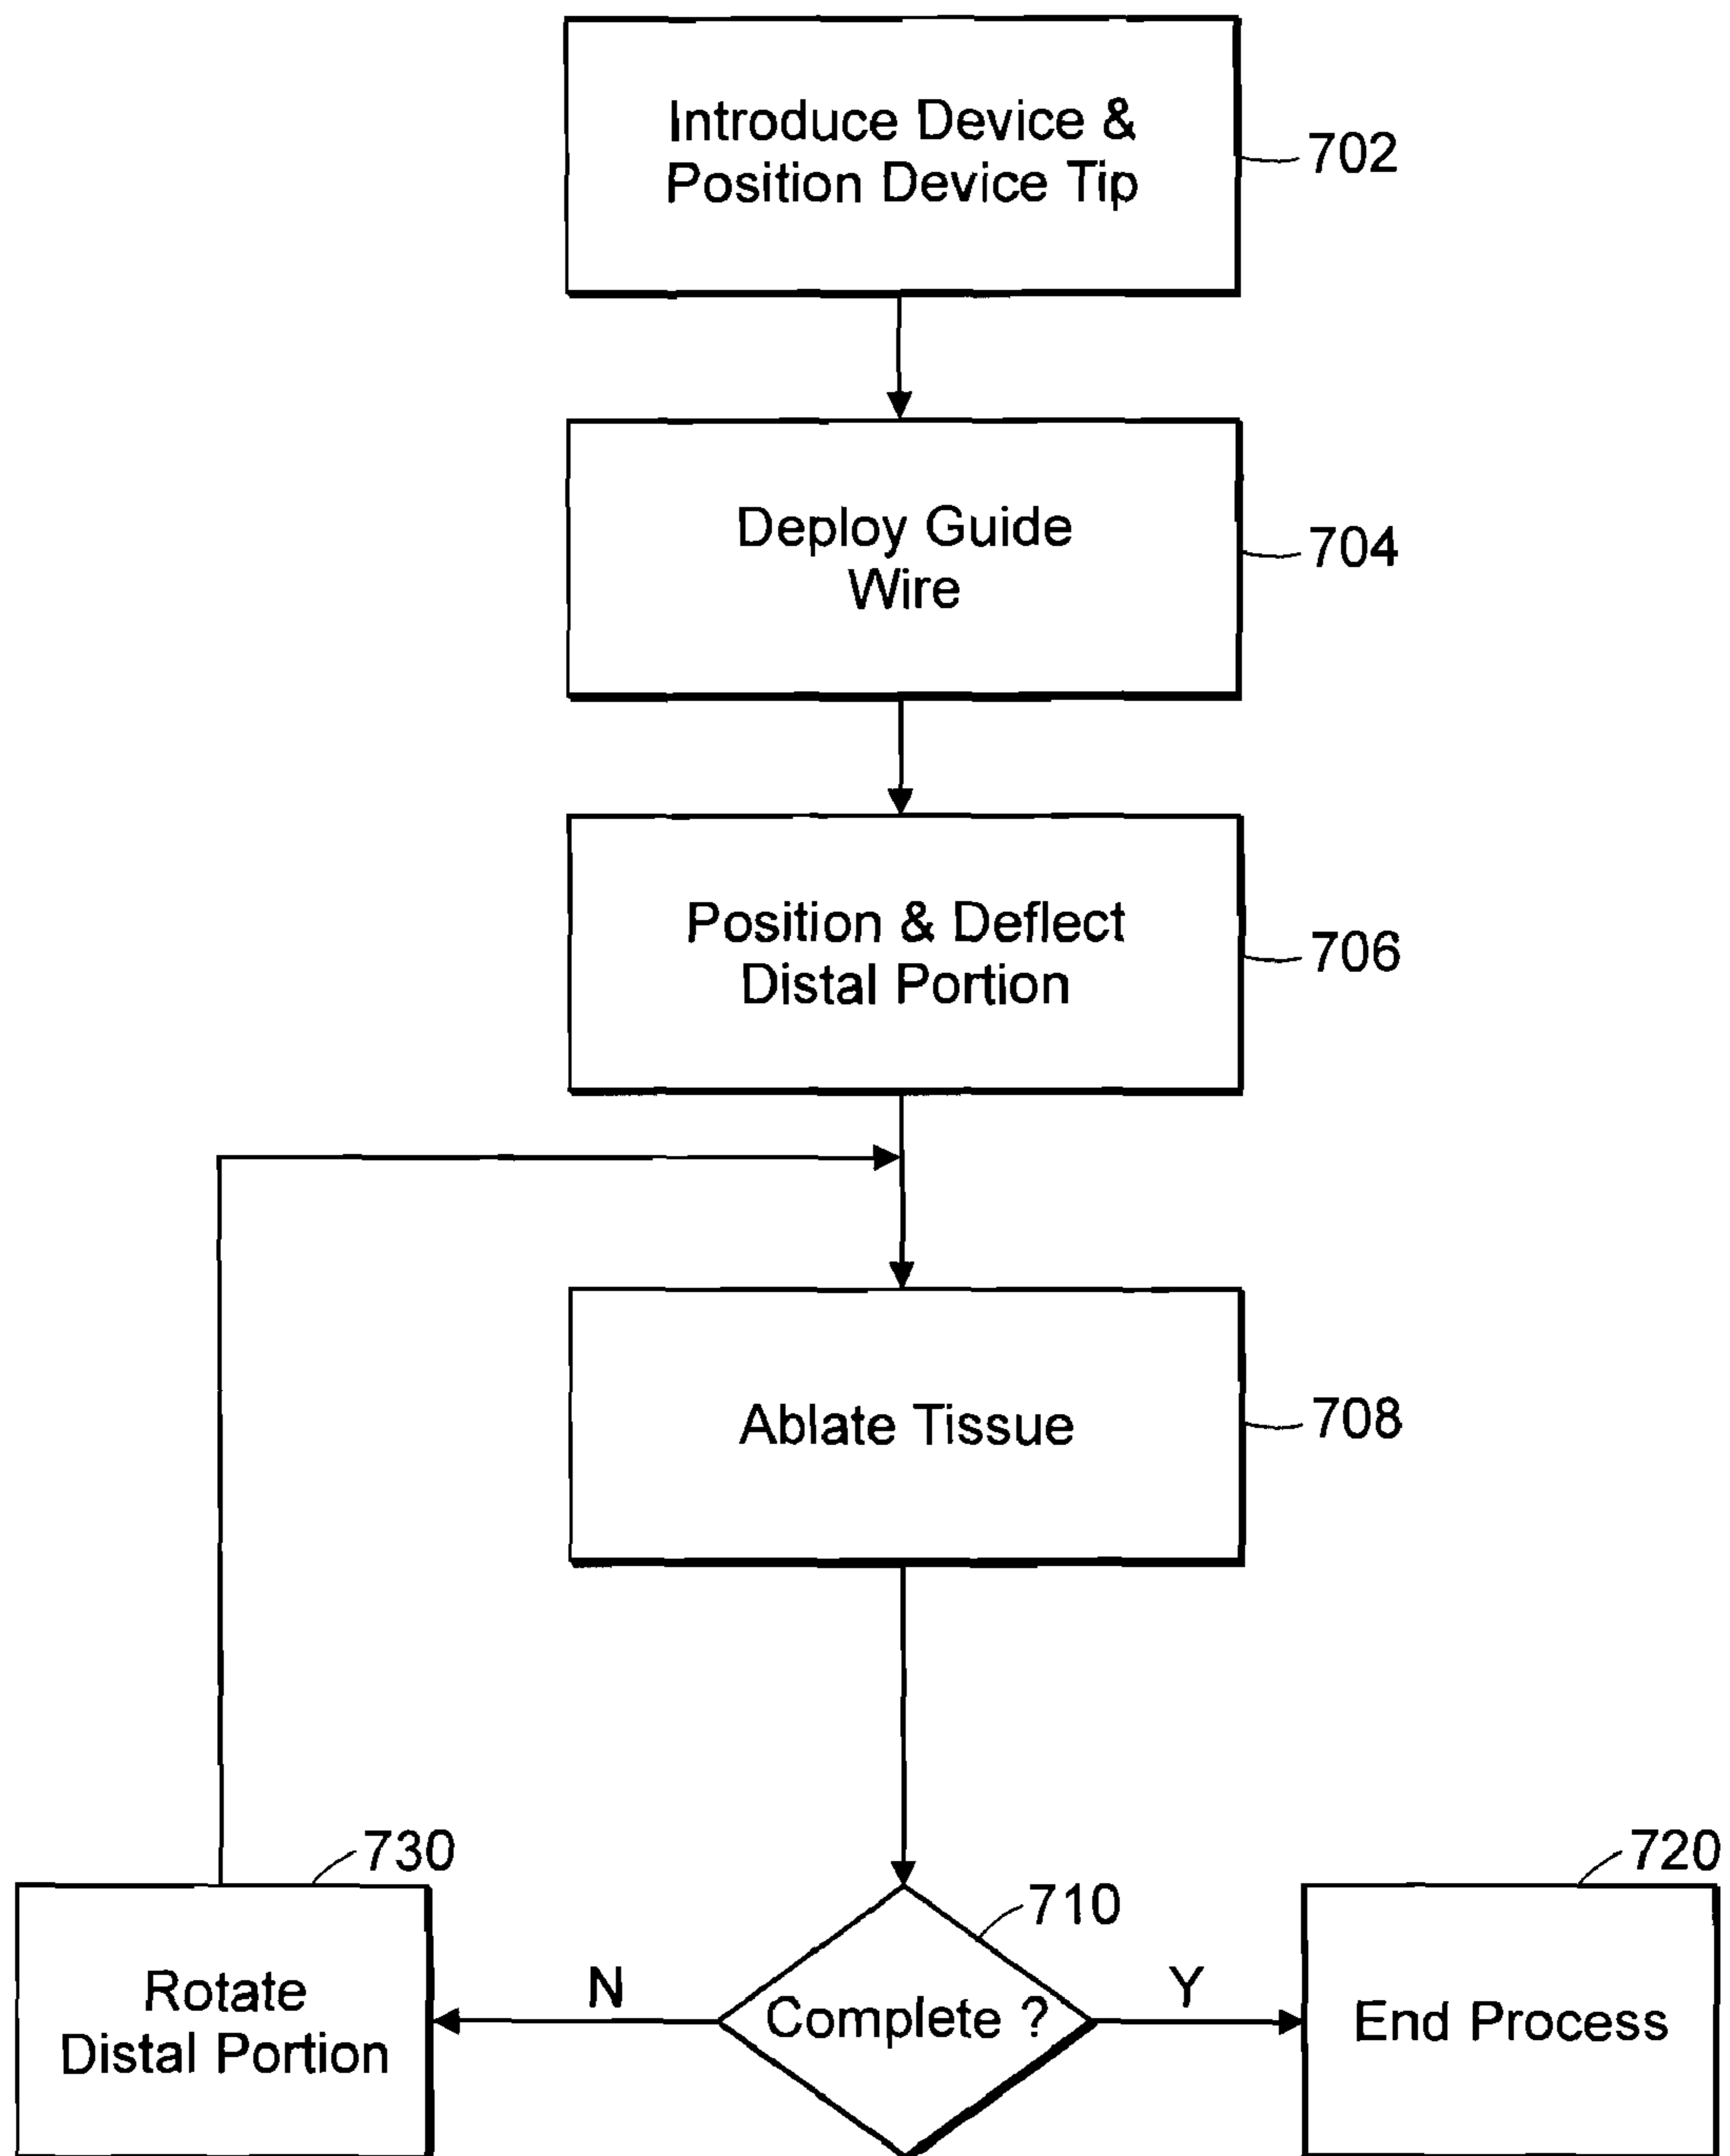 Introduce Device &
Position Device Tip
702
Deploy Guide
Wire
704
Position & Deflect
Distal Portion
706
Ablate Tissue
708
730
710
720
Rotate
Distal Portion
N
Complete ?
Y
End Process